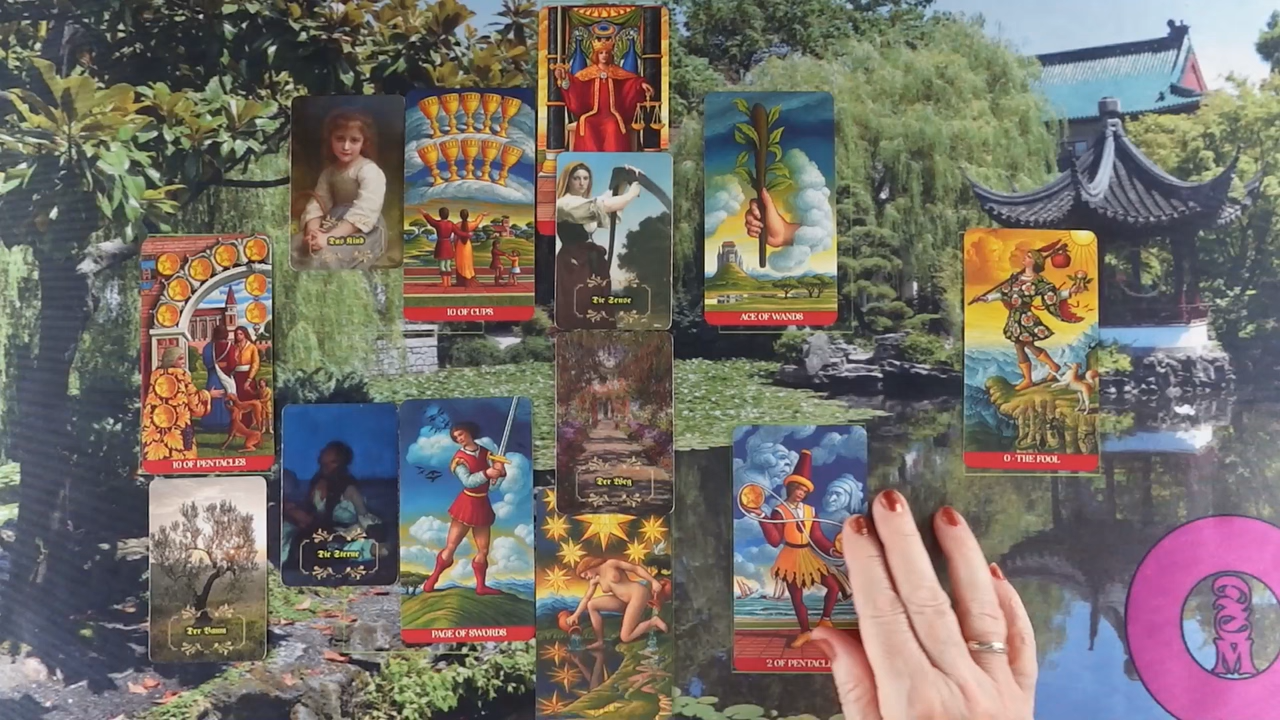 Das Kind
10 OF CUPS
Die Sense
ACE OF WANDS
10 OF PENTACLES
0 - THE FOOL
Der Weg
Die Sterne
PAGE OF SWORDS
Der Baum
2 OF PENTACL